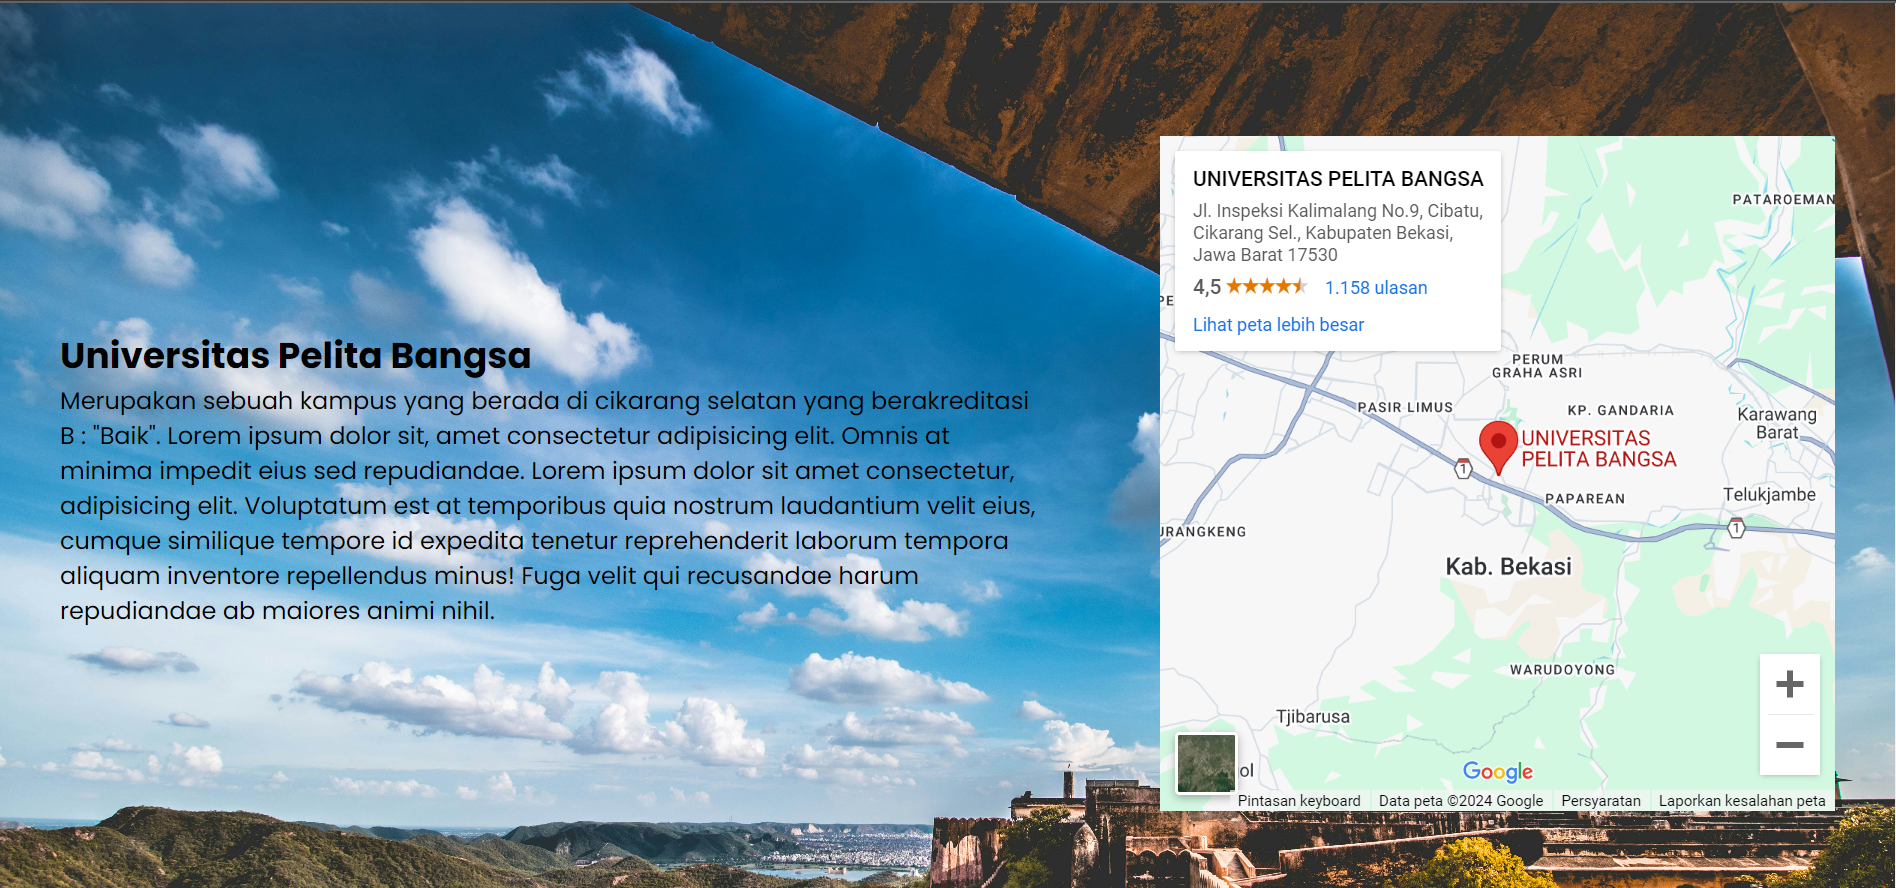 Universitas Pelita Bangsa
Merupakan sebuah kampus yang berada di cikarang selatan yang berakreditasi
B : "Baik". Lorem ipsum dolor sit, amet consectetur adipisicing elit. Omnis at
minima impedit eius sed repudiandae. Lorem ipsum dolor sit amet consectetur,
adipisicing elit. Voluptatum est at temporibus quia nostrum laudantium velit eius,
cumque similique tempore id expedita tenetur reprehenderit laborum tempora
aliquam inventore repellendus minus! Fuga velit qui recusandae harum
repudiandae ab maiores animi nihil.
UNIVERSITAS PELITA BANGSA
Jl. Inspeksi Kalimalang No.9, Cibatu,
Cikarang Sel., Kabupaten Bekasi,
Jawa Barat 17530
4,5 1.158 ulasan
Lihat peta lebih besar
PATAROEMAN
PE
PERUM
GRAHA ASRI
PASIR LIMUS
KP. GANDARIA
Karawang
Barat
UNIVERSITAS
PELITA BANGSA
1
PAPAREAN
Telukjambe
1
URANGKENG
Kab. Bekasi
WARUDOYONG
Tjibarusa
ol
Google
Pintasan keyboard
Data peta ©2024 Google
Persyaratan
Laporkan kesalahan peta